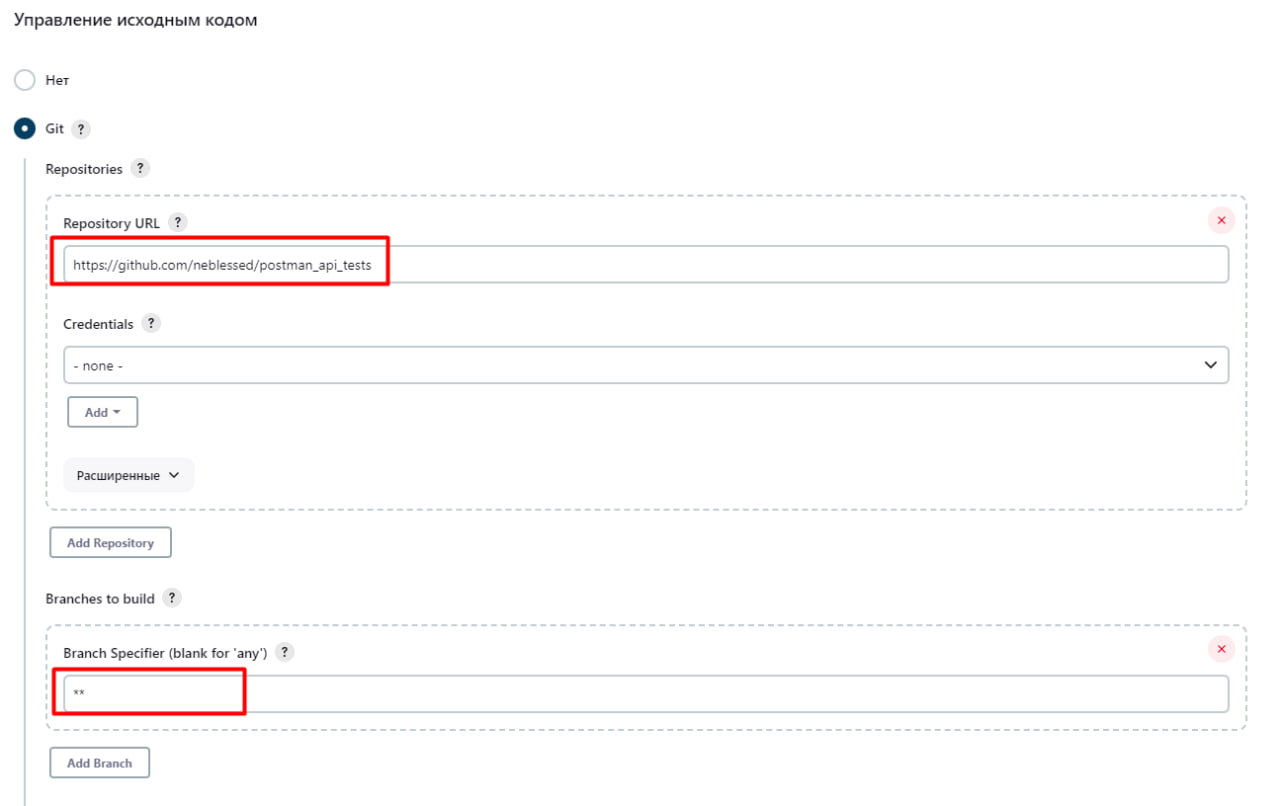 Управление исходным кодом
Нет
Git ?
Repositories ?
Repository URL ?
https://github.com/neblessed/postman_api_tests
Credentials ?
- none -
Add
Расширенные
Add Repository
Branches to build ?
Branch Specifier (blank for 'any') ?
**
Add Branch